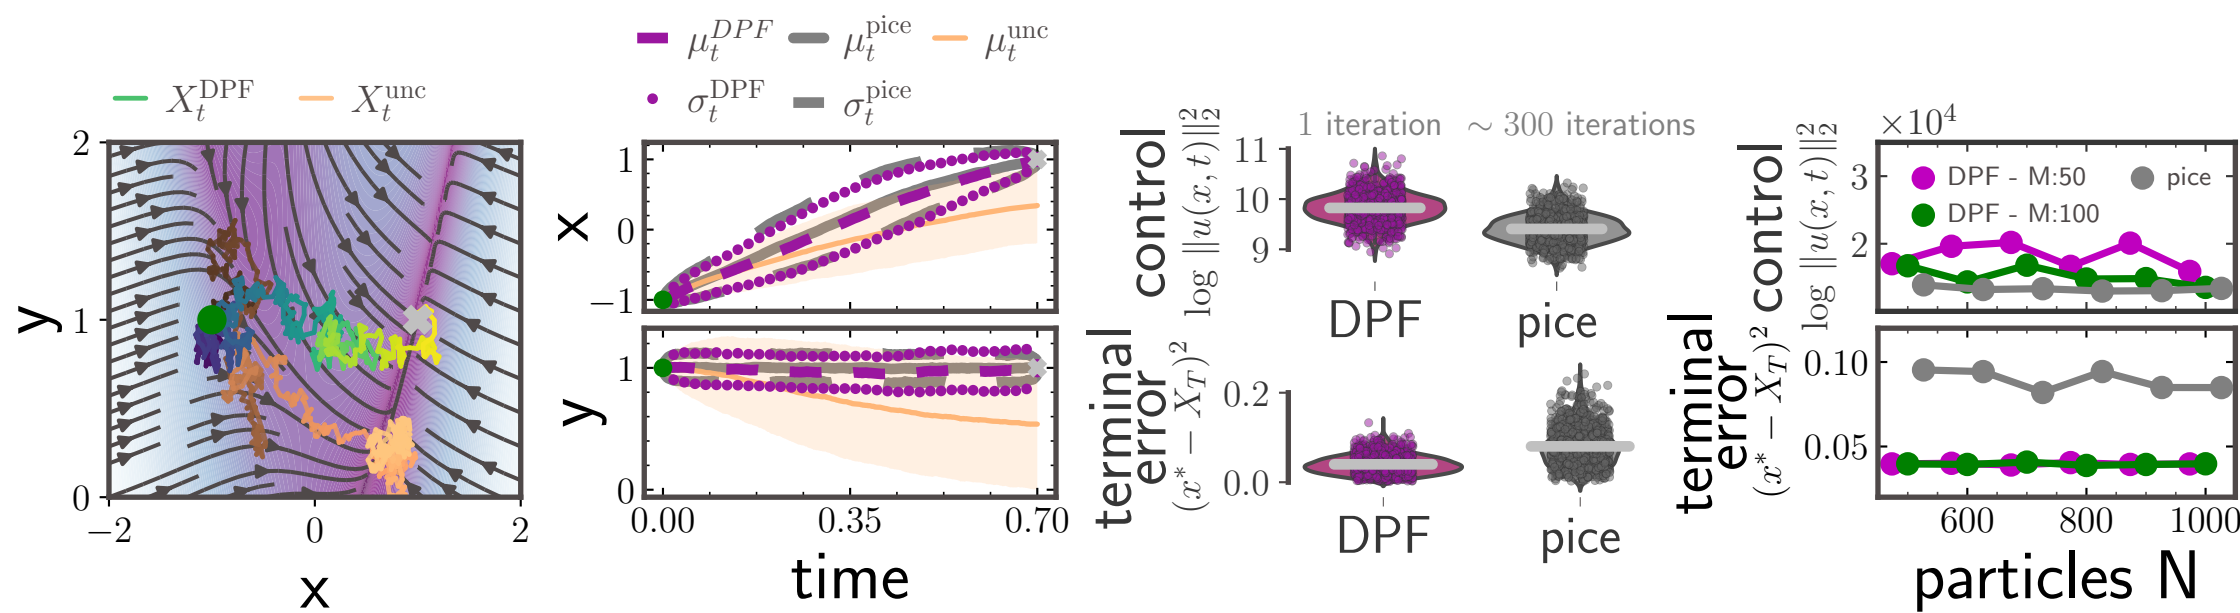 X_t^DPF X_t^unc
y
2
1
0
−2 0 2
x
μ_t^DPF μ_t^pice μ_t^unc
σ_t^DPF σ_t^pice
x
1
0
−1
y
1
0
0.00 0.35 0.70
time
control
log ||u(x, t)||_2^2
1 iteration ~ 300 iterations
11
10
9
DPF pice
terminal
error
(x* − X_T)^2
0.2
0.0
DPF pice
control
log ||u(x, t)||_2^2
×10^4
3
2
DPF - M:50 pice
DPF - M:100
terminal
error
(x* − X_T)^2
0.10
0.05
600 800 1000
particles N